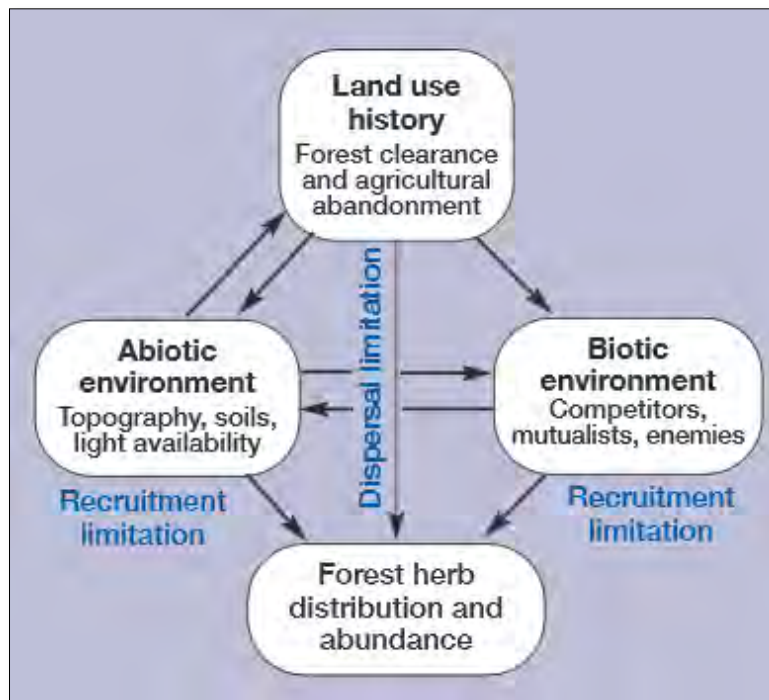 Land use
history
Forest clearance
and agricultural
abandonment
Dispersal limitation
Abiotic
environment
Topography, soils,
light availability
Biotic
environment
Competitors,
mutualists, enemies
Recruitment
limitation
Recruitment
limitation
Forest herb
distribution and
abundance